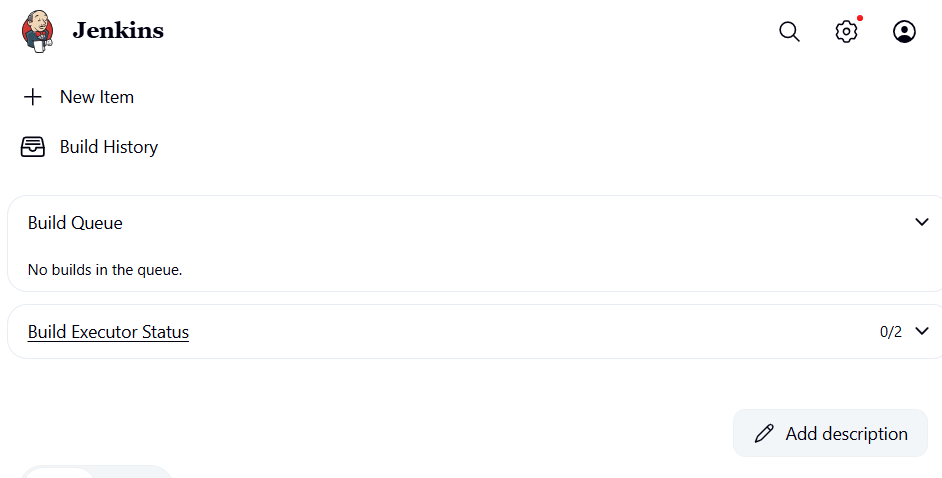 Jenkins
New Item
Build History
Build Queue
No builds in the queue.
Build Executor Status
0/2
Add description